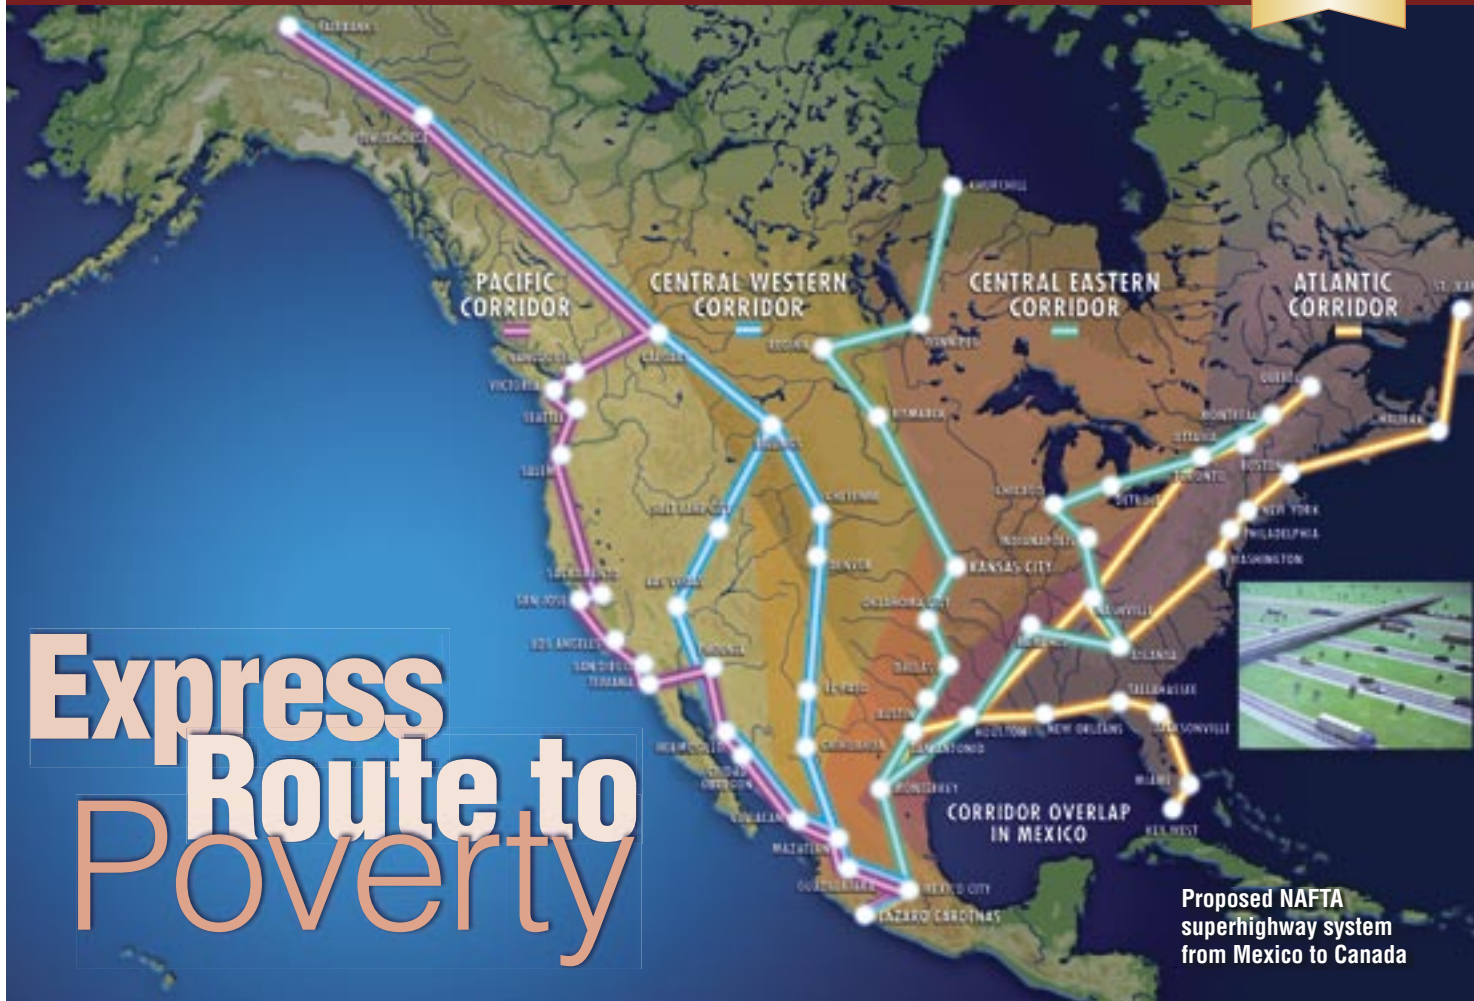 FAIRBANKS
CHURCHILL
PACIFIC
CORRIDOR
CENTRAL WESTERN
CORRIDOR
CENTRAL EASTERN
CORRIDOR
ATLANTIC
CORRIDOR
CALGARY
REGINA
WINNIPEG
VANCOUVER
VICTORIA
SEATTLE
SALEM
BISMARCK
QUEBEC
MONTREAL
OTTAWA
TORONTO
HALIFAX
BOSTON
CHEYENNE
SALT LAKE CITY
CHICAGO
DETROIT
NEW YORK
PHILADELPHIA
WASHINGTON
INDIANAPOLIS
DENVER
KANSAS CITY
SACRAMENTO
LAS VEGAS
SAN JOSE
OKLAHOMA CITY
NASHVILLE
LOS ANGELES
SAN DIEGO
TIJUANA
PHOENIX
DALLAS
ATLANTA
EL PASO
AUSTIN
TALLAHASSEE
JACKSONVILLE
HOUSTON
NEW ORLEANS
SAN ANTONIO
HERMOSILLO
CIUDAD
OBREGON
CHIHUAHUA
MONTERREY
MIAMI
KEY WEST
CULIACAN
MAZATLAN
CORRIDOR OVERLAP
IN MEXICO
GUADALAJARA
MEXICO CITY
LAZARO CARDENAS
Express
Route to
Poverty
Proposed NAFTA
superhighway system
from Mexico to Canada